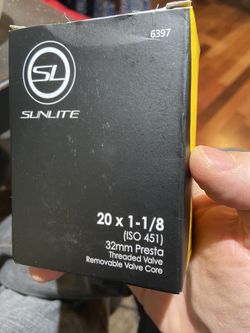 6397
SL
SUNLITE
20 x 1-1/8
(ISO 451)
32mm Presta
Threaded Valve
Removable Valve Core